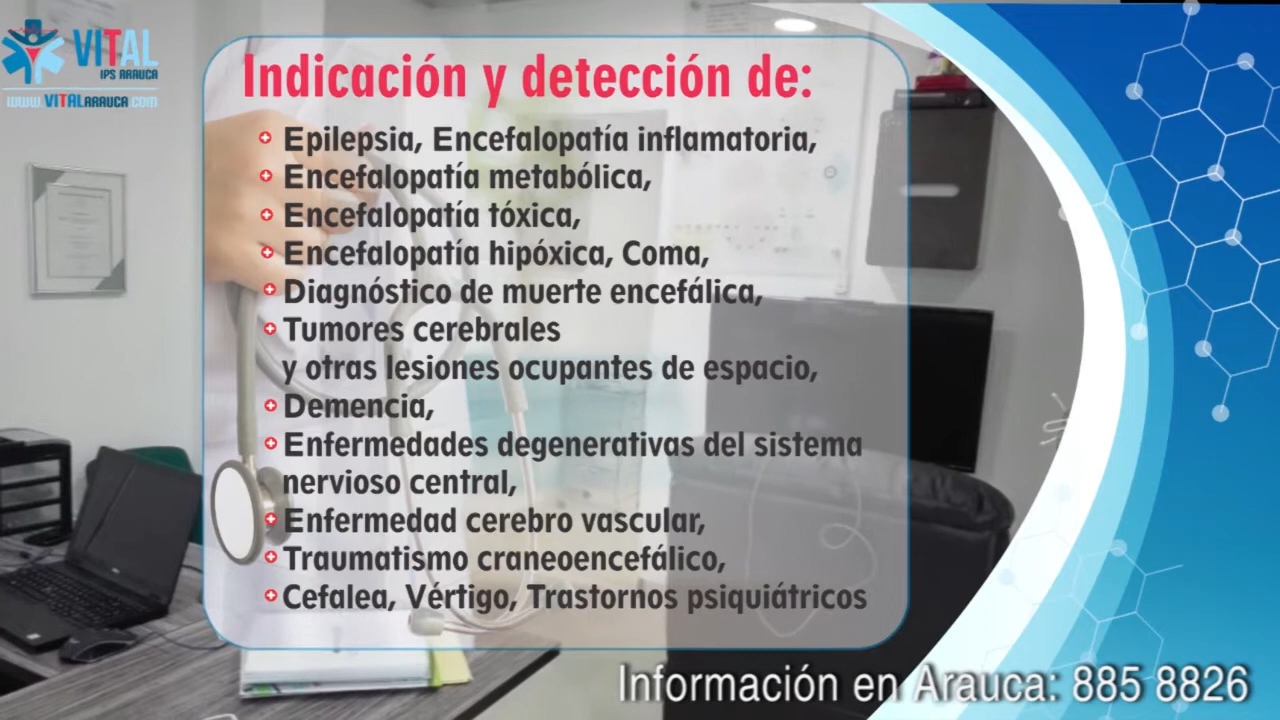 VITAL
IPS ARAUCA
www.VITALARAUCA.com
Indicación y detección de:
Epilepsia, Encefalopatía inflamatoria,
Encefalopatía metabólica,
Encefalopatía tóxica,
Encefalopatía hipóxica, Coma,
Diagnóstico de muerte encefálica,
Tumores cerebrales
y otras lesiones ocupantes de espacio,
Demencia,
Enfermedades degenerativas del sistema
nervioso central,
Enfermedad cerebro vascular,
Traumatismo craneoencefálico,
Cefalea, Vértigo, Trastornos psiquiátricos
Información en Arauca: 885 8826